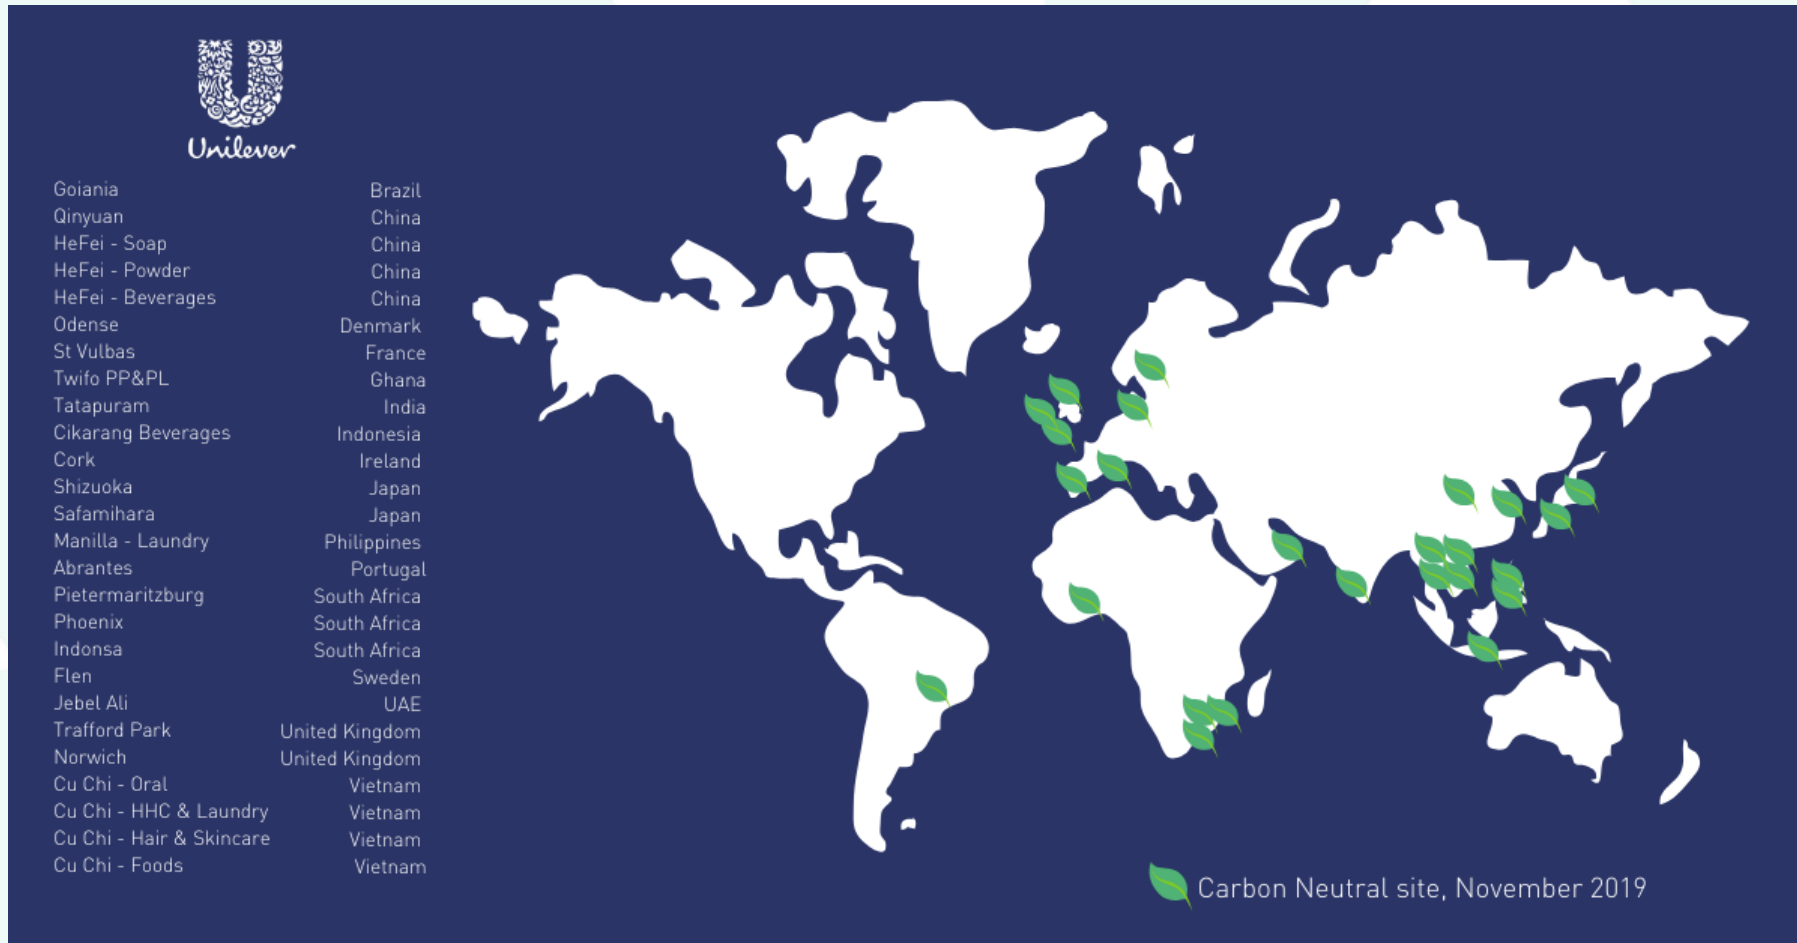 Unilever
Goiania Brazil
Qinyuan China
HeFei - Soap China
HeFei - Powder China
HeFei - Beverages China
Odense Denmark
St Vulbas France
Twifo PP&PL Ghana
Tatapuram India
Cikarang Beverages Indonesia
Cork Ireland
Shizuoka Japan
Safamihara Japan
Manilla - Laundry Philippines
Abrantes Portugal
Pietermaritzburg South Africa
Phoenix South Africa
Indonsa South Africa
Flen Sweden
Jebel Ali UAE
Trafford Park United Kingdom
Norwich United Kingdom
Cu Chi - Oral Vietnam
Cu Chi - HHC & Laundry Vietnam
Cu Chi - Hair & Skincare Vietnam
Cu Chi - Foods Vietnam
Carbon Neutral site, November 2019